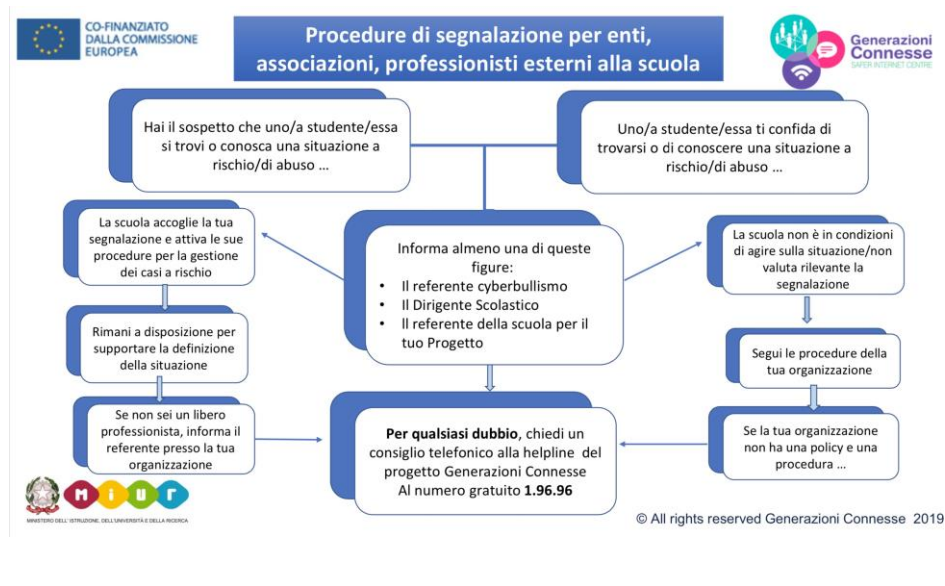 CO-FINANZIATO
DALLA COMMISSIONE
EUROPEA
Procedure di segnalazione per enti,
associazioni, professionisti esterni alla scuola
Generazioni
Connesse
SAFER INTERNET CENTRE
Hai il sospetto che uno/a studente/essa
si trovi o conosca una situazione a
rischio/di abuso ...
Uno/a studente/essa ti confida di
trovarsi o di conoscere una situazione a
rischio/di abuso ...
La scuola accoglie la tua
segnalazione e attiva le sue
procedure per la gestione
dei casi a rischio
Informa almeno una di queste
figure:
• Il referente cyberbullismo
• Il Dirigente Scolastico
• Il referente della scuola per il
tuo Progetto
La scuola non è in condizioni
di agire sulla situazione/non
valuta rilevante la
segnalazione
Rimani a disposizione per
supportare la definizione
della situazione
Segui le procedure della
tua organizzazione
Se non sei un libero
professionista, informa il
referente presso la tua
organizzazione
Per qualsiasi dubbio, chiedi un
consiglio telefonico alla helpline del
progetto Generazioni Connesse
Al numero gratuito 1.96.96
Se la tua organizzazione
non ha una policy e una
procedura ...
MIUR
MINISTERO DELL' ISTRUZIONE, DELL'UNIVERSITÀ E DELLA RICERCA
© All rights reserved Generazioni Connesse 2019